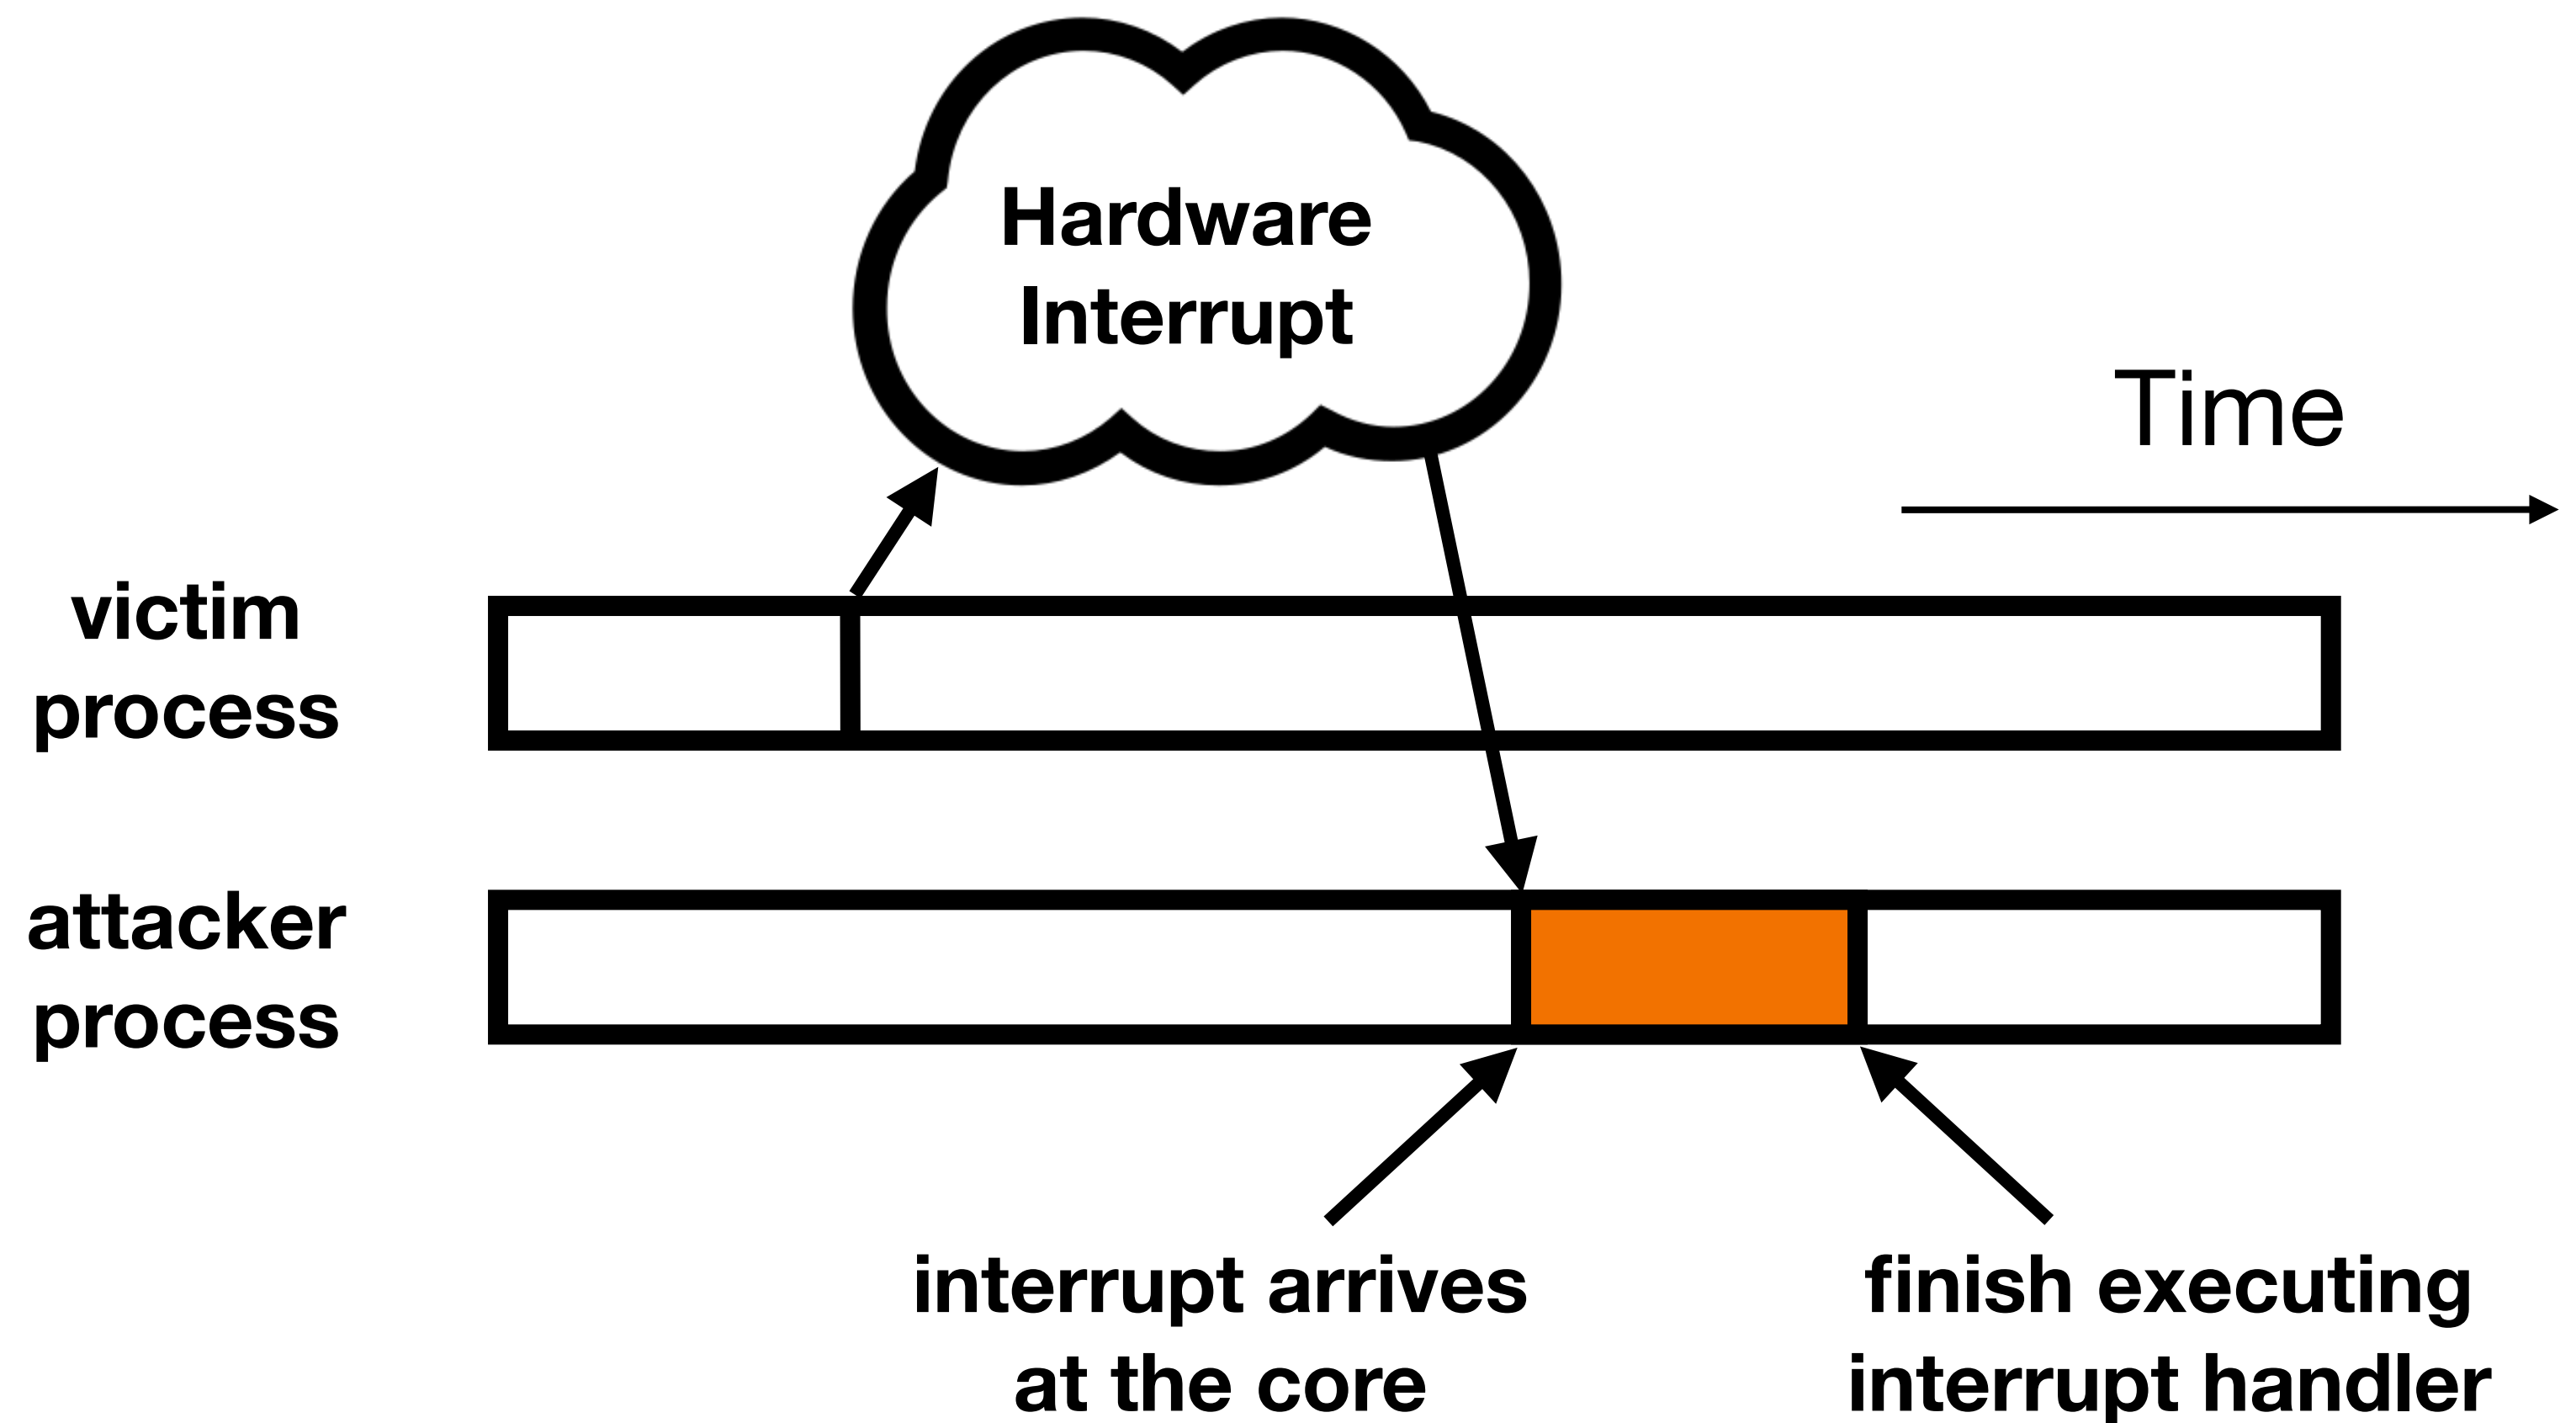 Hardware
Interrupt
Time
victim
process
attacker
process
interrupt arrives
at the core
finish executing
interrupt handler